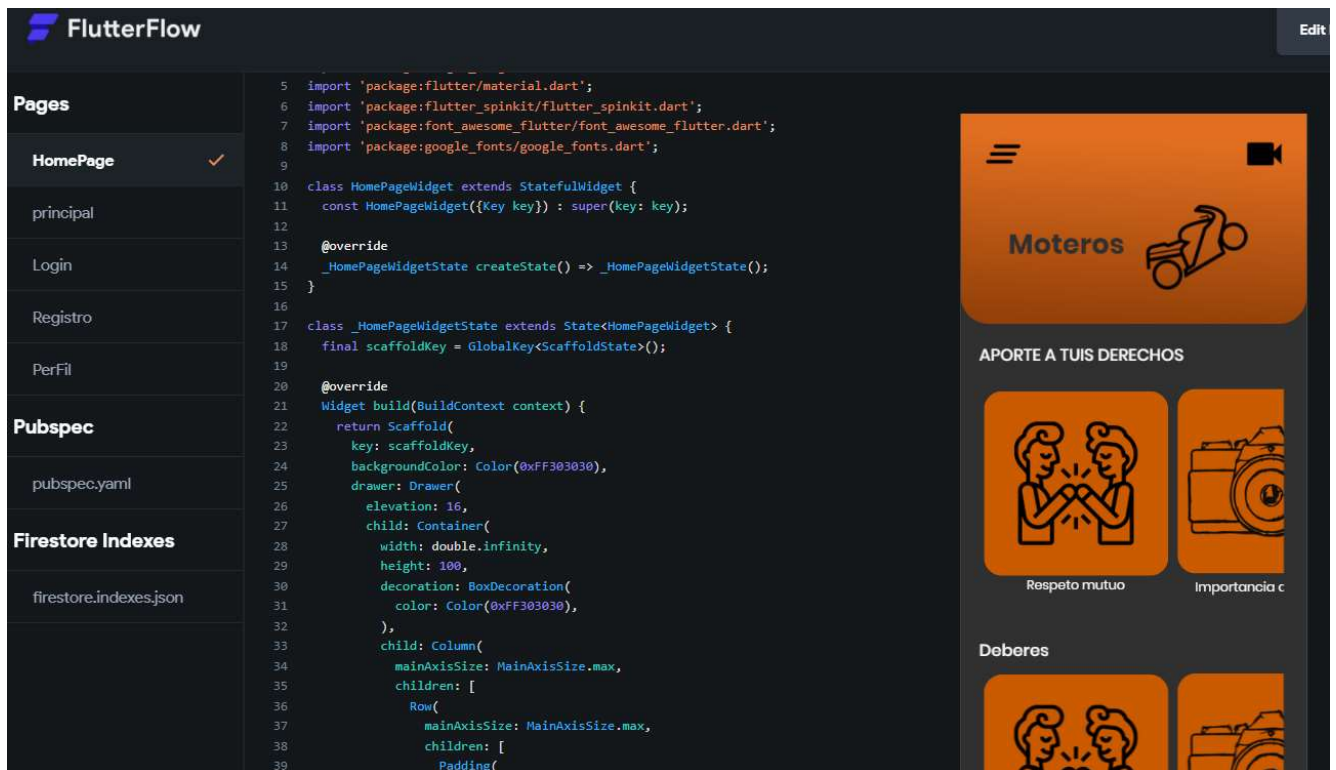 FlutterFlow
Edit
Pages
HomePage
principal
Login
Registro
PerFil
Pubspec
pubspec.yaml
Firestore Indexes
firestore.indexes.json
5 import 'package:flutter/material.dart';
6 import 'package:flutter_spinkit/flutter_spinkit.dart';
7 import 'package:font_awesome_flutter/font_awesome_flutter.dart';
8 import 'package:google_fonts/google_fonts.dart';
9
10 class HomePageWidget extends StatefulWidget {
11 const HomePageWidget({Key key}) : super(key: key);
12
13 @override
14 _HomePageWidgetState createState() => _HomePageWidgetState();
15 }
16
17 class _HomePageWidgetState extends State<HomePageWidget> {
18 final scaffoldKey = GlobalKey<ScaffoldState>();
19
20 @override
21 Widget build(BuildContext context) {
22 return Scaffold(
23 key: scaffoldKey,
24 backgroundColor: Color(0xFF303030),
25 drawer: Drawer(
26 elevation: 16,
27 child: Container(
28 width: double.infinity,
29 height: 100,
30 decoration: BoxDecoration(
31 color: Color(0xFF303030),
32 ),
33 child: Column(
34 mainAxisSize: MainAxisSize.max,
35 children: [
36 Row(
37 mainAxisSize: MainAxisSize.max,
38 children: [
39 Padding(
Moteros
APORTE A TUIS DERECHOS
Respeto mutuo
Importancia
Deberes